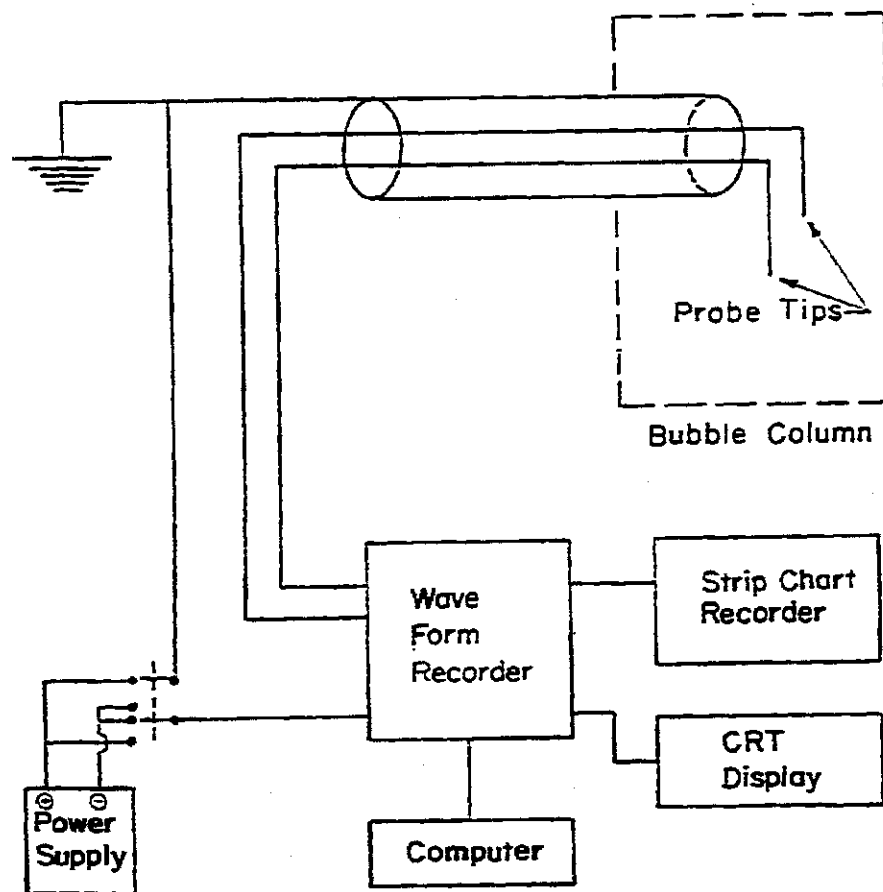 Probe Tips
Bubble Column
Wave
Form
Recorder
Strip Chart
Recorder
CRT
Display
Computer
⊕ ⊖
Power
Supply